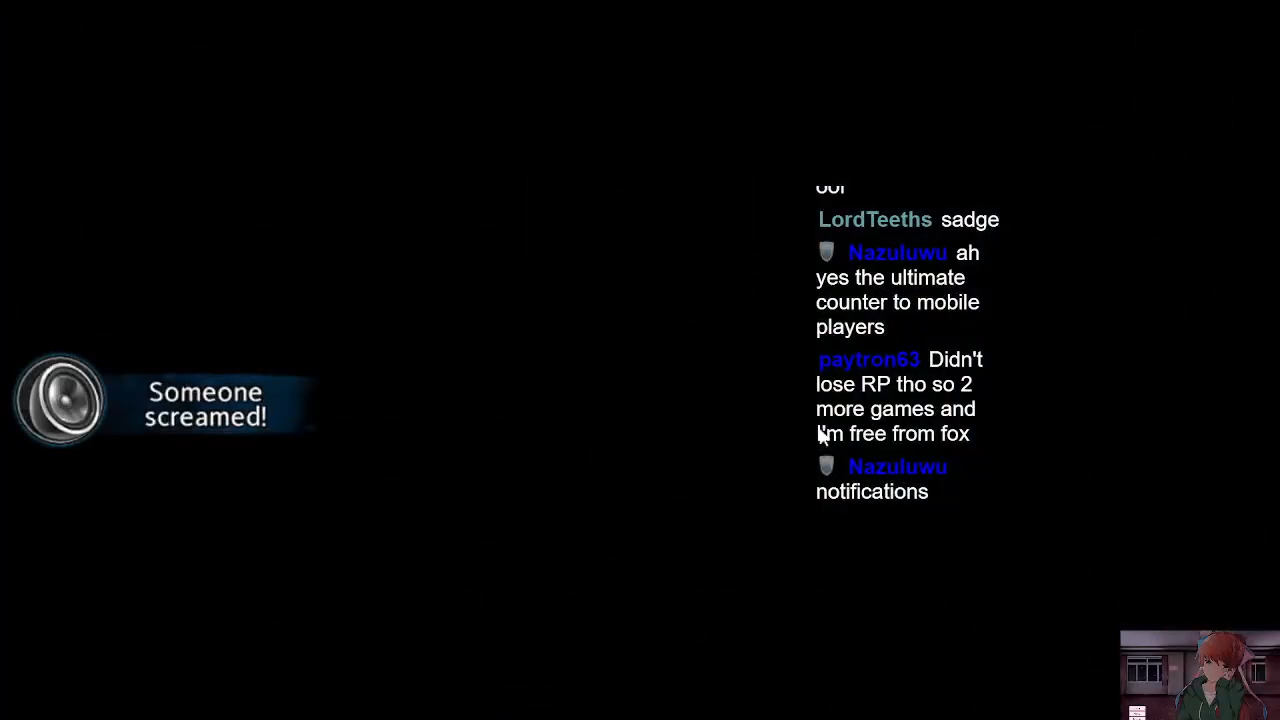 Someone
screamed!
LordTeeths sadge
Nazuluwu ah
yes the ultimate
counter to mobile
players
paytron63 Didn't
lose RP tho so 2
more games and
I'm free from fox
Nazuluwu
notifications